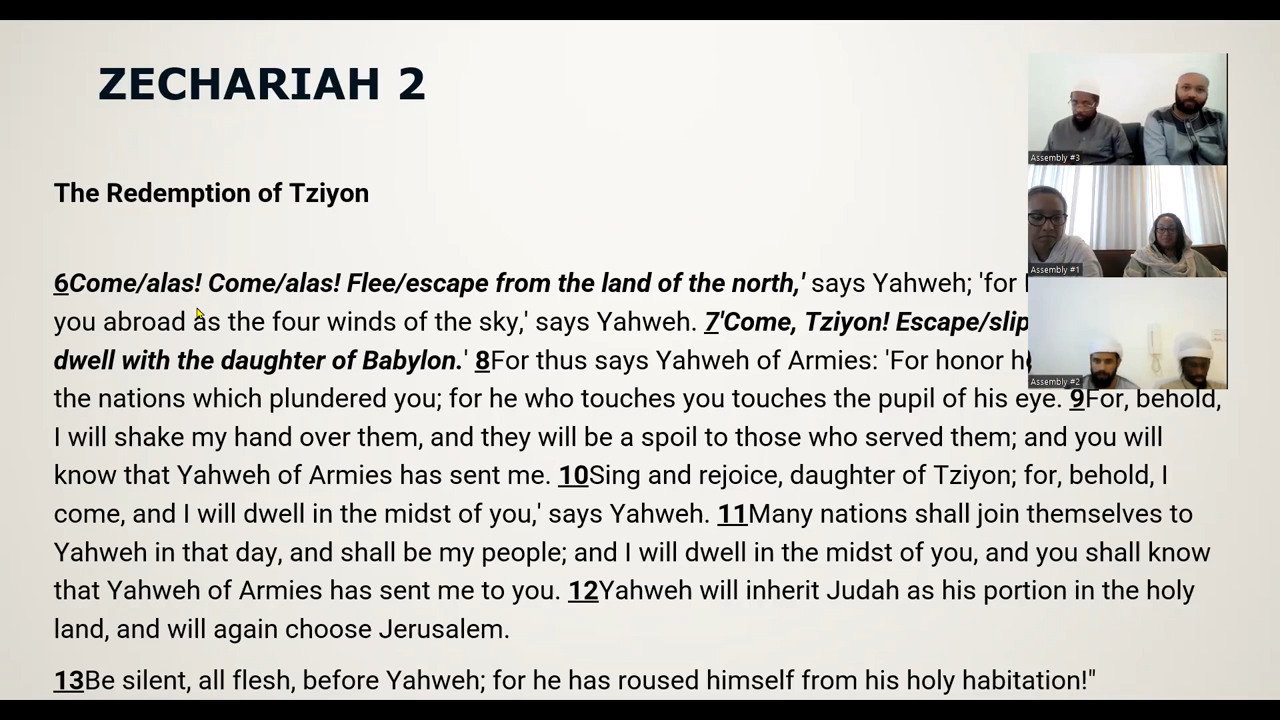 ZECHARIAH 2
The Redemption of Tziyon
6Come/alas! Come/alas! Flee/escape from the land of the north,' says Yahweh; 'for
you abroad as the four winds of the sky,' says Yahweh. 7'Come, Tziyon! Escape/slip
dwell with the daughter of Babylon.' 8For thus says Yahweh of Armies: 'For honor
the nations which plundered you; for he who touches you touches the pupil of his eye. 9For, behold,
I will shake my hand over them, and they will be a spoil to those who served them; and you will
know that Yahweh of Armies has sent me. 10Sing and rejoice, daughter of Tziyon; for, behold, I
come, and I will dwell in the midst of you,' says Yahweh. 11Many nations shall join themselves to
Yahweh in that day, and shall be my people; and I will dwell in the midst of you, and you shall know
that Yahweh of Armies has sent me to you. 12Yahweh will inherit Judah as his portion in the holy
land, and will again choose Jerusalem.
13Be silent, all flesh, before Yahweh; for he has roused himself from his holy habitation!"
Assembly #3
Assembly #1
Assembly #2